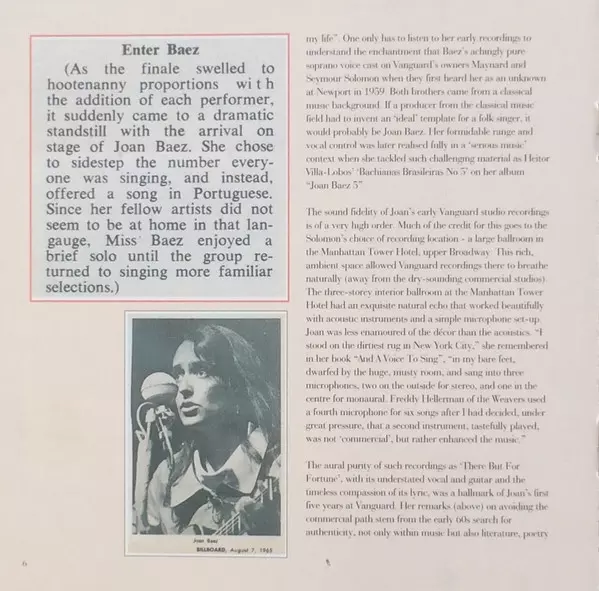 Enter Baez
(As the finale swelled to
hootenanny proportions with
the addition of each performer,
it suddenly came to a dramatic
standstill with the arrival on
stage of Joan Baez. She chose
to sidestep the number every-
one was singing, and instead,
offered a song in Portuguese.
Since her fellow artists did not
seem to be at home in that lan-
gauge, Miss Baez enjoyed a
brief solo until the group re-
turned to singing more familiar
selections.)
Joan Baez
BILLBOARD, August 7, 1965
6
my life". One only has to listen to her early recordings to
understand the enchantment that Baez's achingly pure
soprano voice cast on Vanguard's owners Maynard and
Seymour Solomon when they first heard her as an unknown
at Newport in 1959. Both brothers came from a classical
music background. If a producer from the classical music
field had to invent an 'ideal' template for a folk singer, it
would probably be Joan Baez. Her formidable range and
vocal control was later realised fully in a 'serious music'
context when she tackled such challenging material as Heitor
Villa-Lobos' 'Bachianas Brasileiras No 5' on her album
"Joan Baez 5"
The sound fidelity of Joan's early Vanguard studio recordings
is of a very high order. Much of the credit for this goes to the
Solomon's choice of recording location - a large ballroom in
the Manhattan Tower Hotel, upper Broadway. This rich,
ambient space allowed Vanguard recordings there to breathe
naturally (away from the dry-sounding commercial studios).
The three-storey interior ballroom at the Manhattan Tower
Hotel had an exquisite natural echo that worked beautifully
with acoustic instruments and a simple microphone set-up.
Joan was less enamoured of the décor than the acoustics. "I
stood on the dirtiest rug in New York City," she remembered
in her book "And A Voice To Sing", "in my bare feet,
dwarfed by the huge, musty room, and sang into three
microphones, two on the outside for stereo, and one in the
centre for monaural. Freddy Hellerman of the Weavers used
a fourth microphone for six songs after I had decided, under
great pressure, that a second instrument, tastefully played,
was not 'commercial', but rather enhanced the music."
The aural purity of such recordings as 'There But For
Fortune', with its understated vocal and guitar and the
timeless compassion of its lyric, was a hallmark of Joan's first
five years at Vanguard. Her remarks (above) on avoiding the
commercial path stem from the early 60s search for
authenticity, not only within music but also literature, poetry